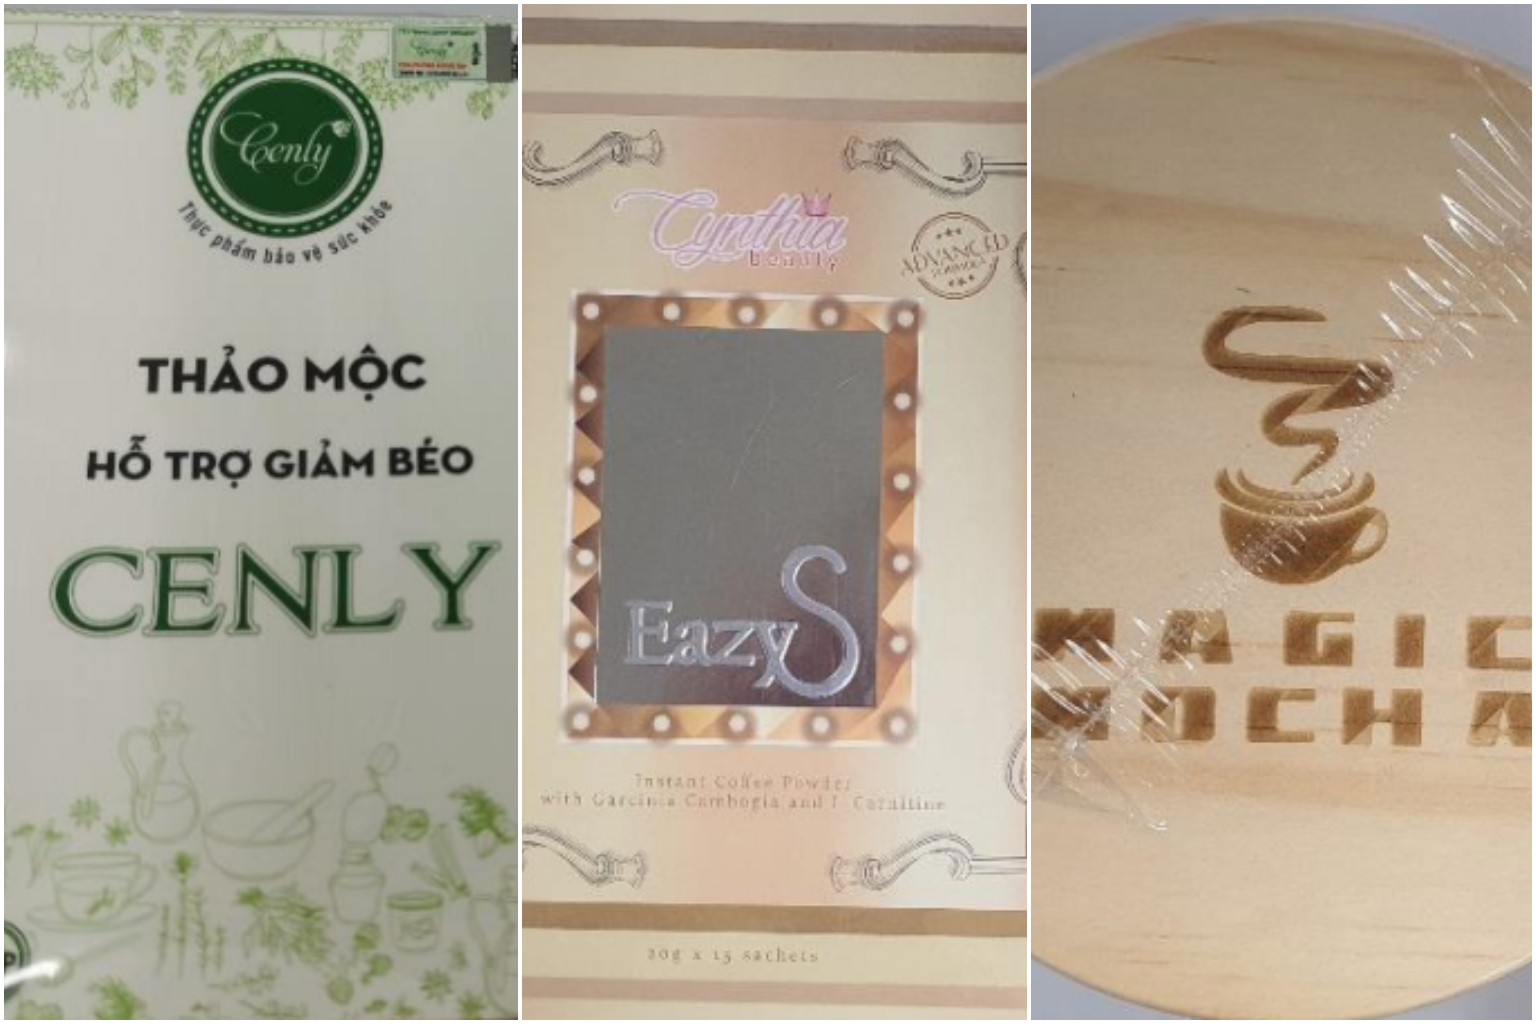 Cenly
Thực phẩm bảo vệ sức khỏe
THẢO MỘC
HỖ TRỢ GIẢM BÉO
CENLY
Cynthia
beauty
ADVANCED
FORMULA
EazyS
Instant Coffee Powder
with Garcinia Cambogia and L Carnitine
20g x 15 sachets
MAGIC
MOCHA